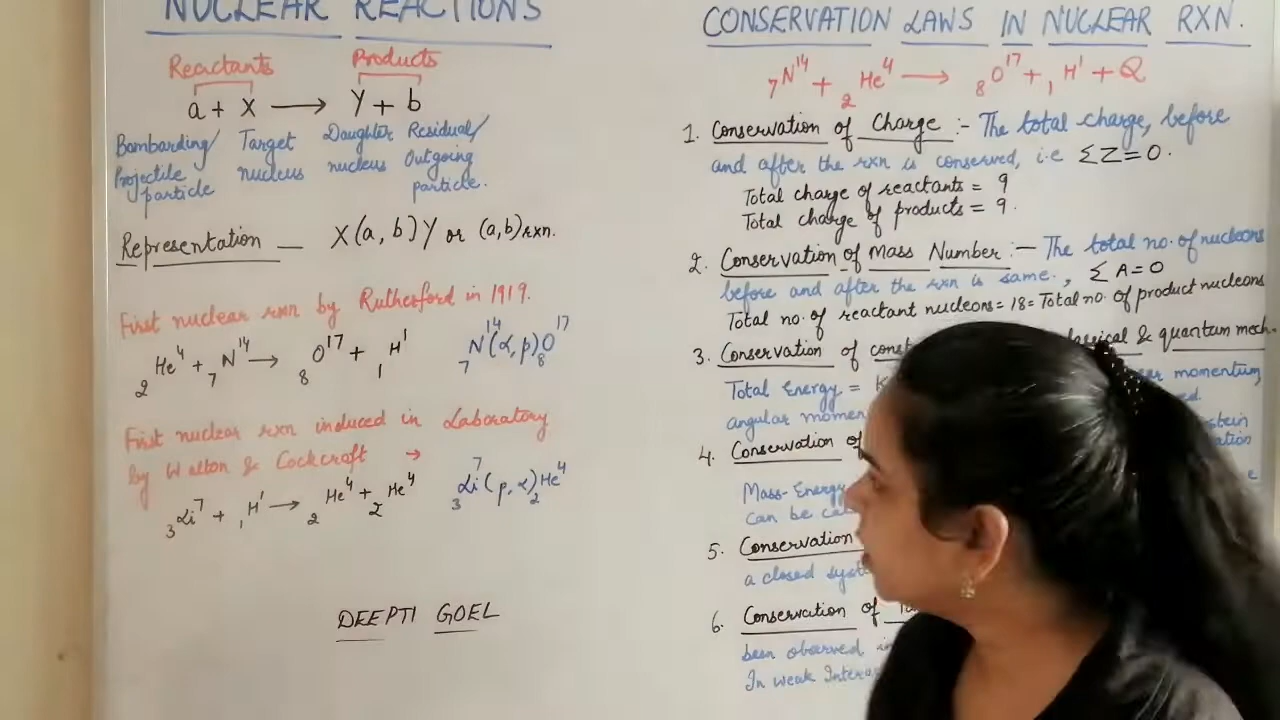 NUCLEAR REACTIONS
Reactants Products
a + X ⟶ Y + b
Bombarding/ Target Daughter Residual/
Projectile nucleus nucleus Outgoing
particle particle.
Representation — X(a, b)Y or (a,b) rxn.
First nuclear rxn by Rutherford in 1919.
₂He⁴ + ₇N¹⁴ ⟶ ₈O¹⁷ + ₁H¹ ₇N¹⁴(α, p)₈O¹⁷
First nuclear rxn induced in Laboratory
by Walton & Cockcraft →
₃Li⁷ + ₁H¹ ⟶ ₂He⁴ + ₂He⁴ ₃Li⁷(p, α)₂He⁴
DEEPTI GOEL
CONSERVATION LAWS IN NUCLEAR RXN.
₇N¹⁴ + ₂He⁴ ⟶ ₈O¹⁷ + ₁H¹ + Q
1. Conservation of Charge :- The total charge, before
and after the rxn is conserved, i.e ΣZ=0.
Total charge of reactants = 9
Total charge of products = 9.
2. Conservation of Mass Number :— The total no. of nucleons
before and after the rxn is same., ΣA=0
Total no. of reactant nucleons = 18 = Total no. of product nucleons
3. Conservation of & quantum mech.
Total Energy = momentum,
angular
4. Conservation of
Mass-Energy
can be
5. Conservation
a closed
6. Conservation of
been observed
In weak